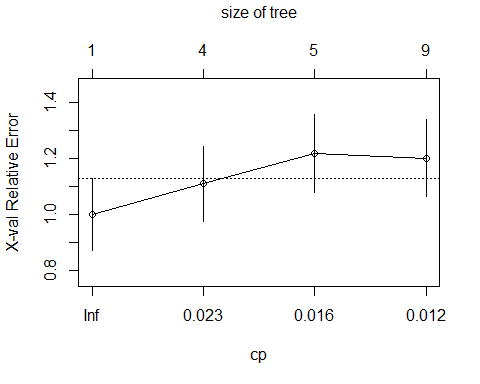 size of tree
1 4 5 9
X-val Relative Error
1.4
1.2
1.0
0.8
Inf 0.023 0.016 0.012
cp